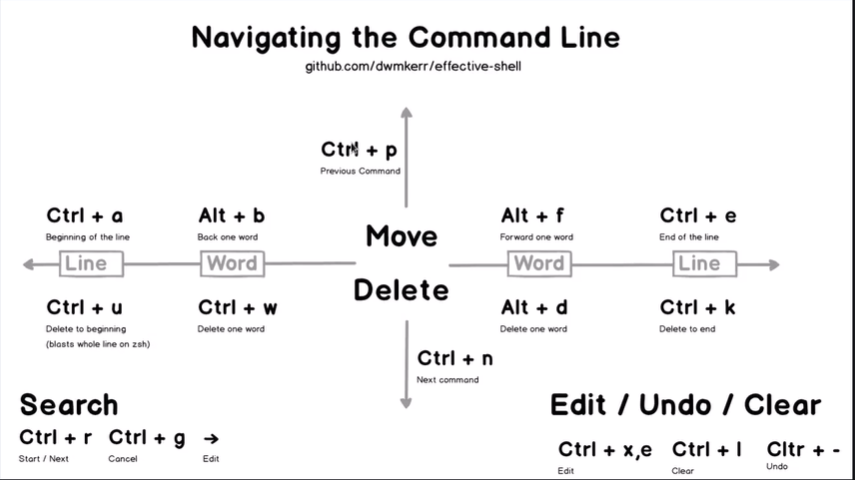 Navigating the Command Line
github.com/dwmkerr/effective-shell
Ctrl + p
Previous Command
Ctrl + a Alt + b Alt + f Ctrl + e
Beginning of the line Back one word Forward one word End of the line
Move
Line Word Word Line
Delete
Ctrl + u Ctrl + w Alt + d Ctrl + k
Delete to beginning Delete one word Delete one word Delete to end
(blasts whole line on zsh)
Ctrl + n
Next command
Search Edit / Undo / Clear
Ctrl + r Ctrl + g →
Start / Next Cancel Edit
Ctrl + x,e Ctrl + l Cltr + -
Edit Clear Undo